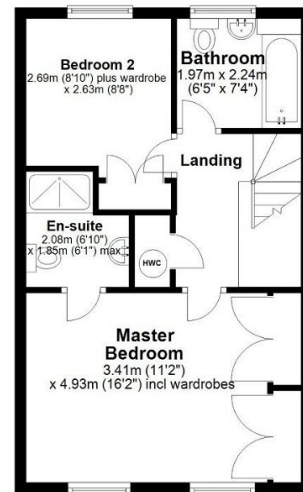 Bedroom 2
2.69m (8'10") plus wardrobe
x 2.63m (8'8")
Bathroom
1.97m x 2.24m
(6'5" x 7'4")
Landing
En-suite
2.08m (6'10")
x 1.85m (6'1") max
HWC
Master
Bedroom
3.41m (11'2")
x 4.93m (16'2") incl wardrobes